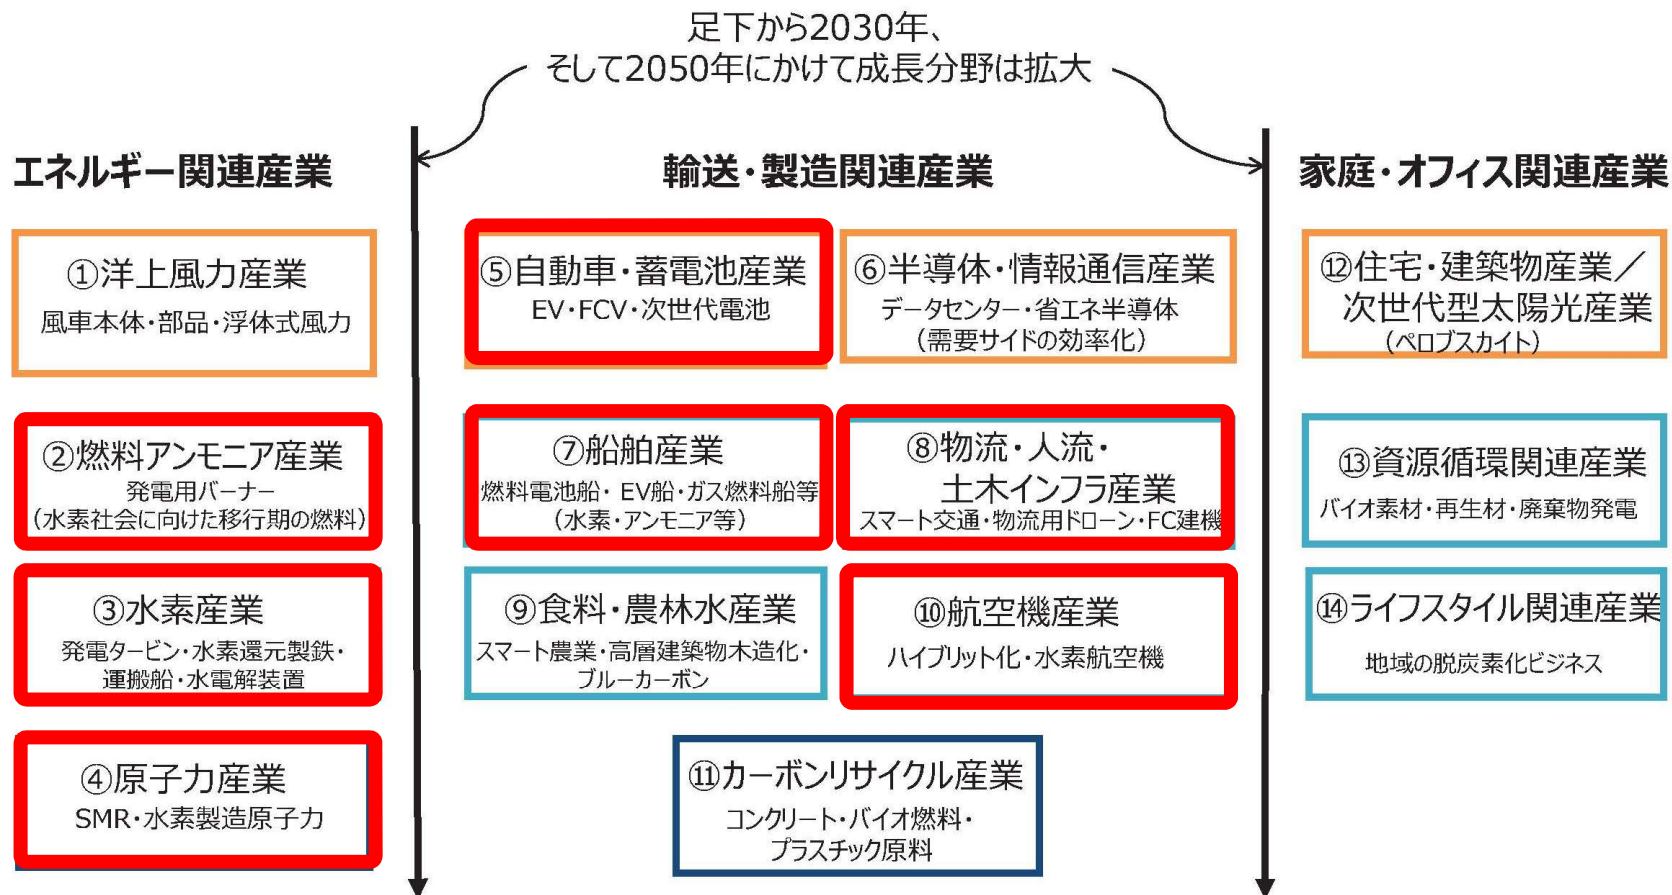 足下から2030年、
そして2050年にかけて成長分野は拡大
エネルギー関連産業
輸送・製造関連産業
家庭・オフィス関連産業
①洋上風力産業
風車本体・部品・浮体式風力
②燃料アンモニア産業
発電用バーナー
(水素社会に向けた移行期の燃料)
③水素産業
発電タービン・水素還元製鉄・
運搬船・水電解装置
④原子力産業
SMR・水素製造原子力
⑤自動車・蓄電池産業
EV・FCV・次世代電池
⑥半導体・情報通信産業
データセンター・省エネ半導体
(需要サイドの効率化)
⑦船舶産業
燃料電池船・EV船・ガス燃料船等
(水素・アンモニア等)
⑧物流・人流・
土木インフラ産業
スマート交通・物流用ドローン・FC建機
⑨食料・農林水産業
スマート農業・高層建築物木造化・
ブルーカーボン
⑩航空機産業
ハイブリット化・水素航空機
⑪カーボンリサイクル産業
コンクリート・バイオ燃料・
プラスチック原料
⑫住宅・建築物産業／
次世代型太陽光産業
(ペロブスカイト)
⑬資源循環関連産業
バイオ素材・再生材・廃棄物発電
⑭ライフスタイル関連産業
地域の脱炭素化ビジネス